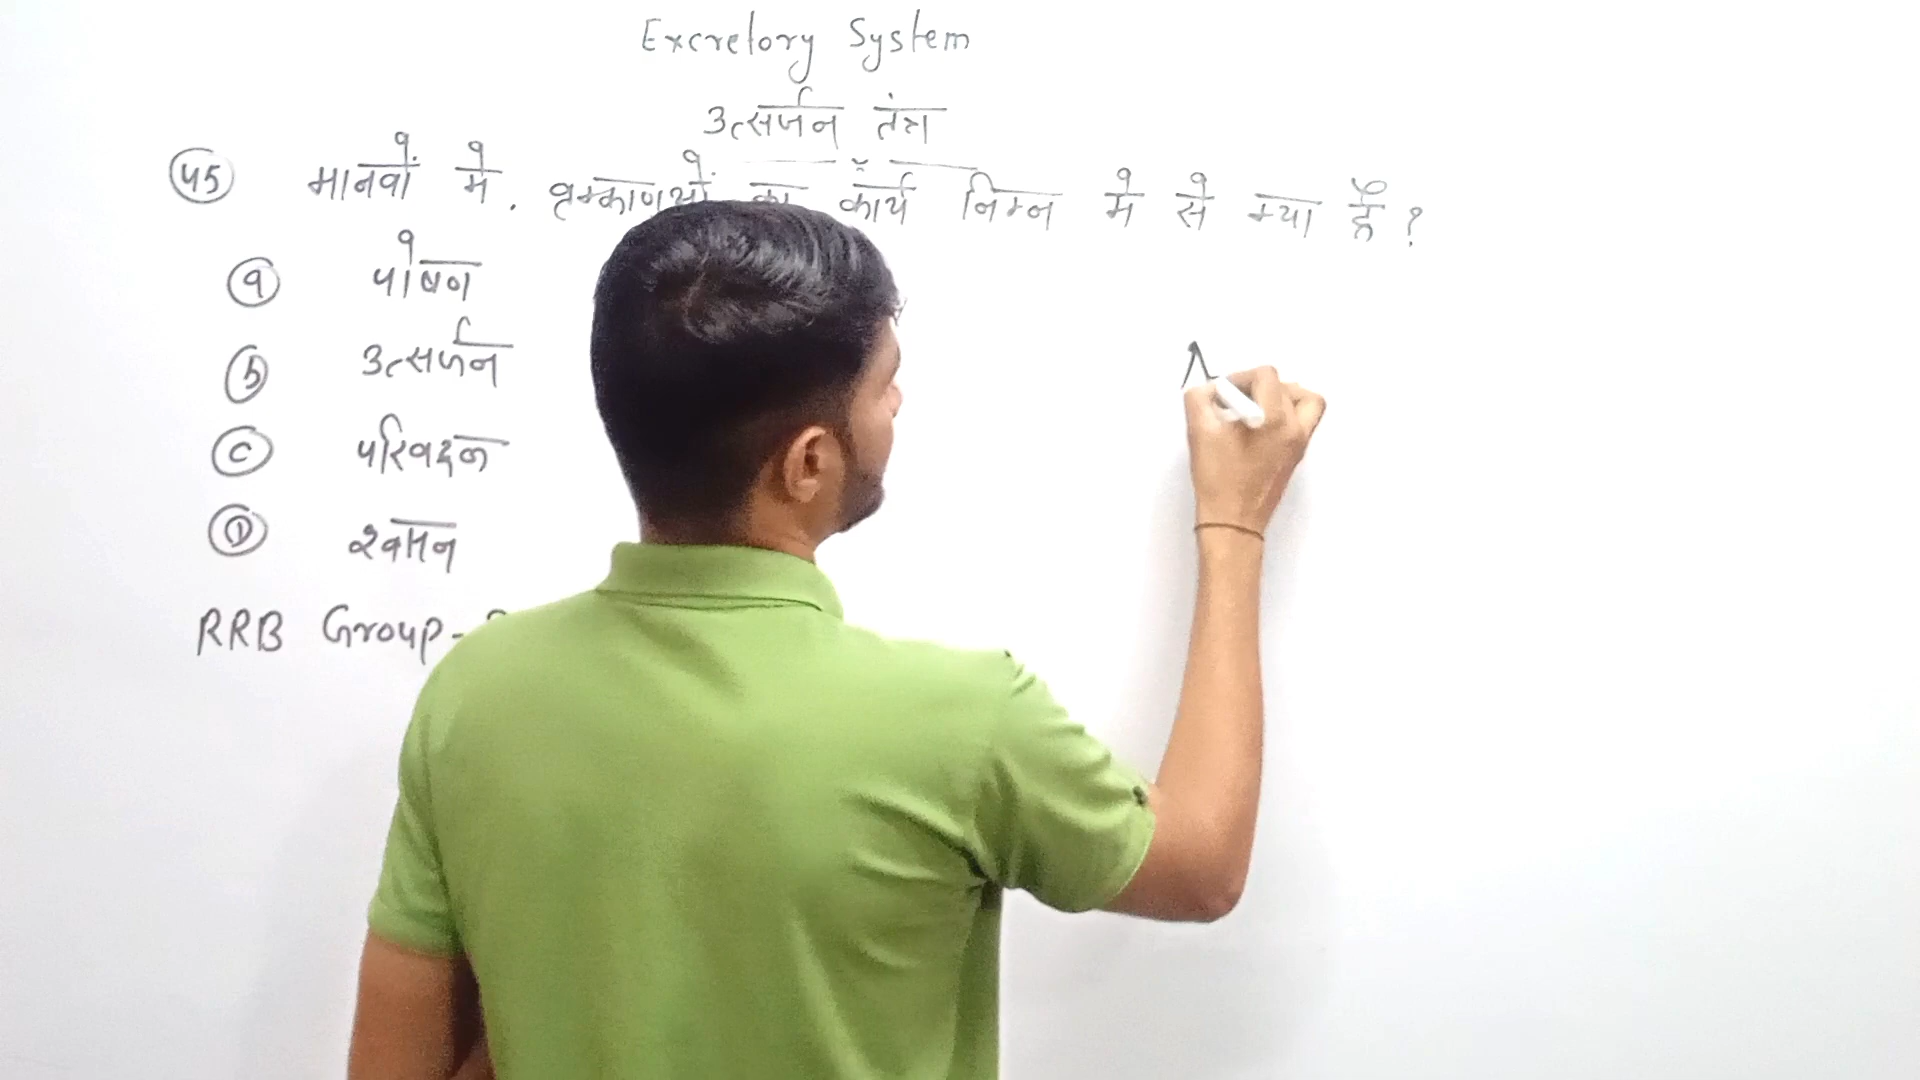 Excretory System
उत्सर्जन तंत्र
45 मानवों में. वृक्काणुओं का कार्य निम्न में से क्या है ?
a पोषण
b उत्सर्जन
c परिवहन
D श्वसन
RRB Group-